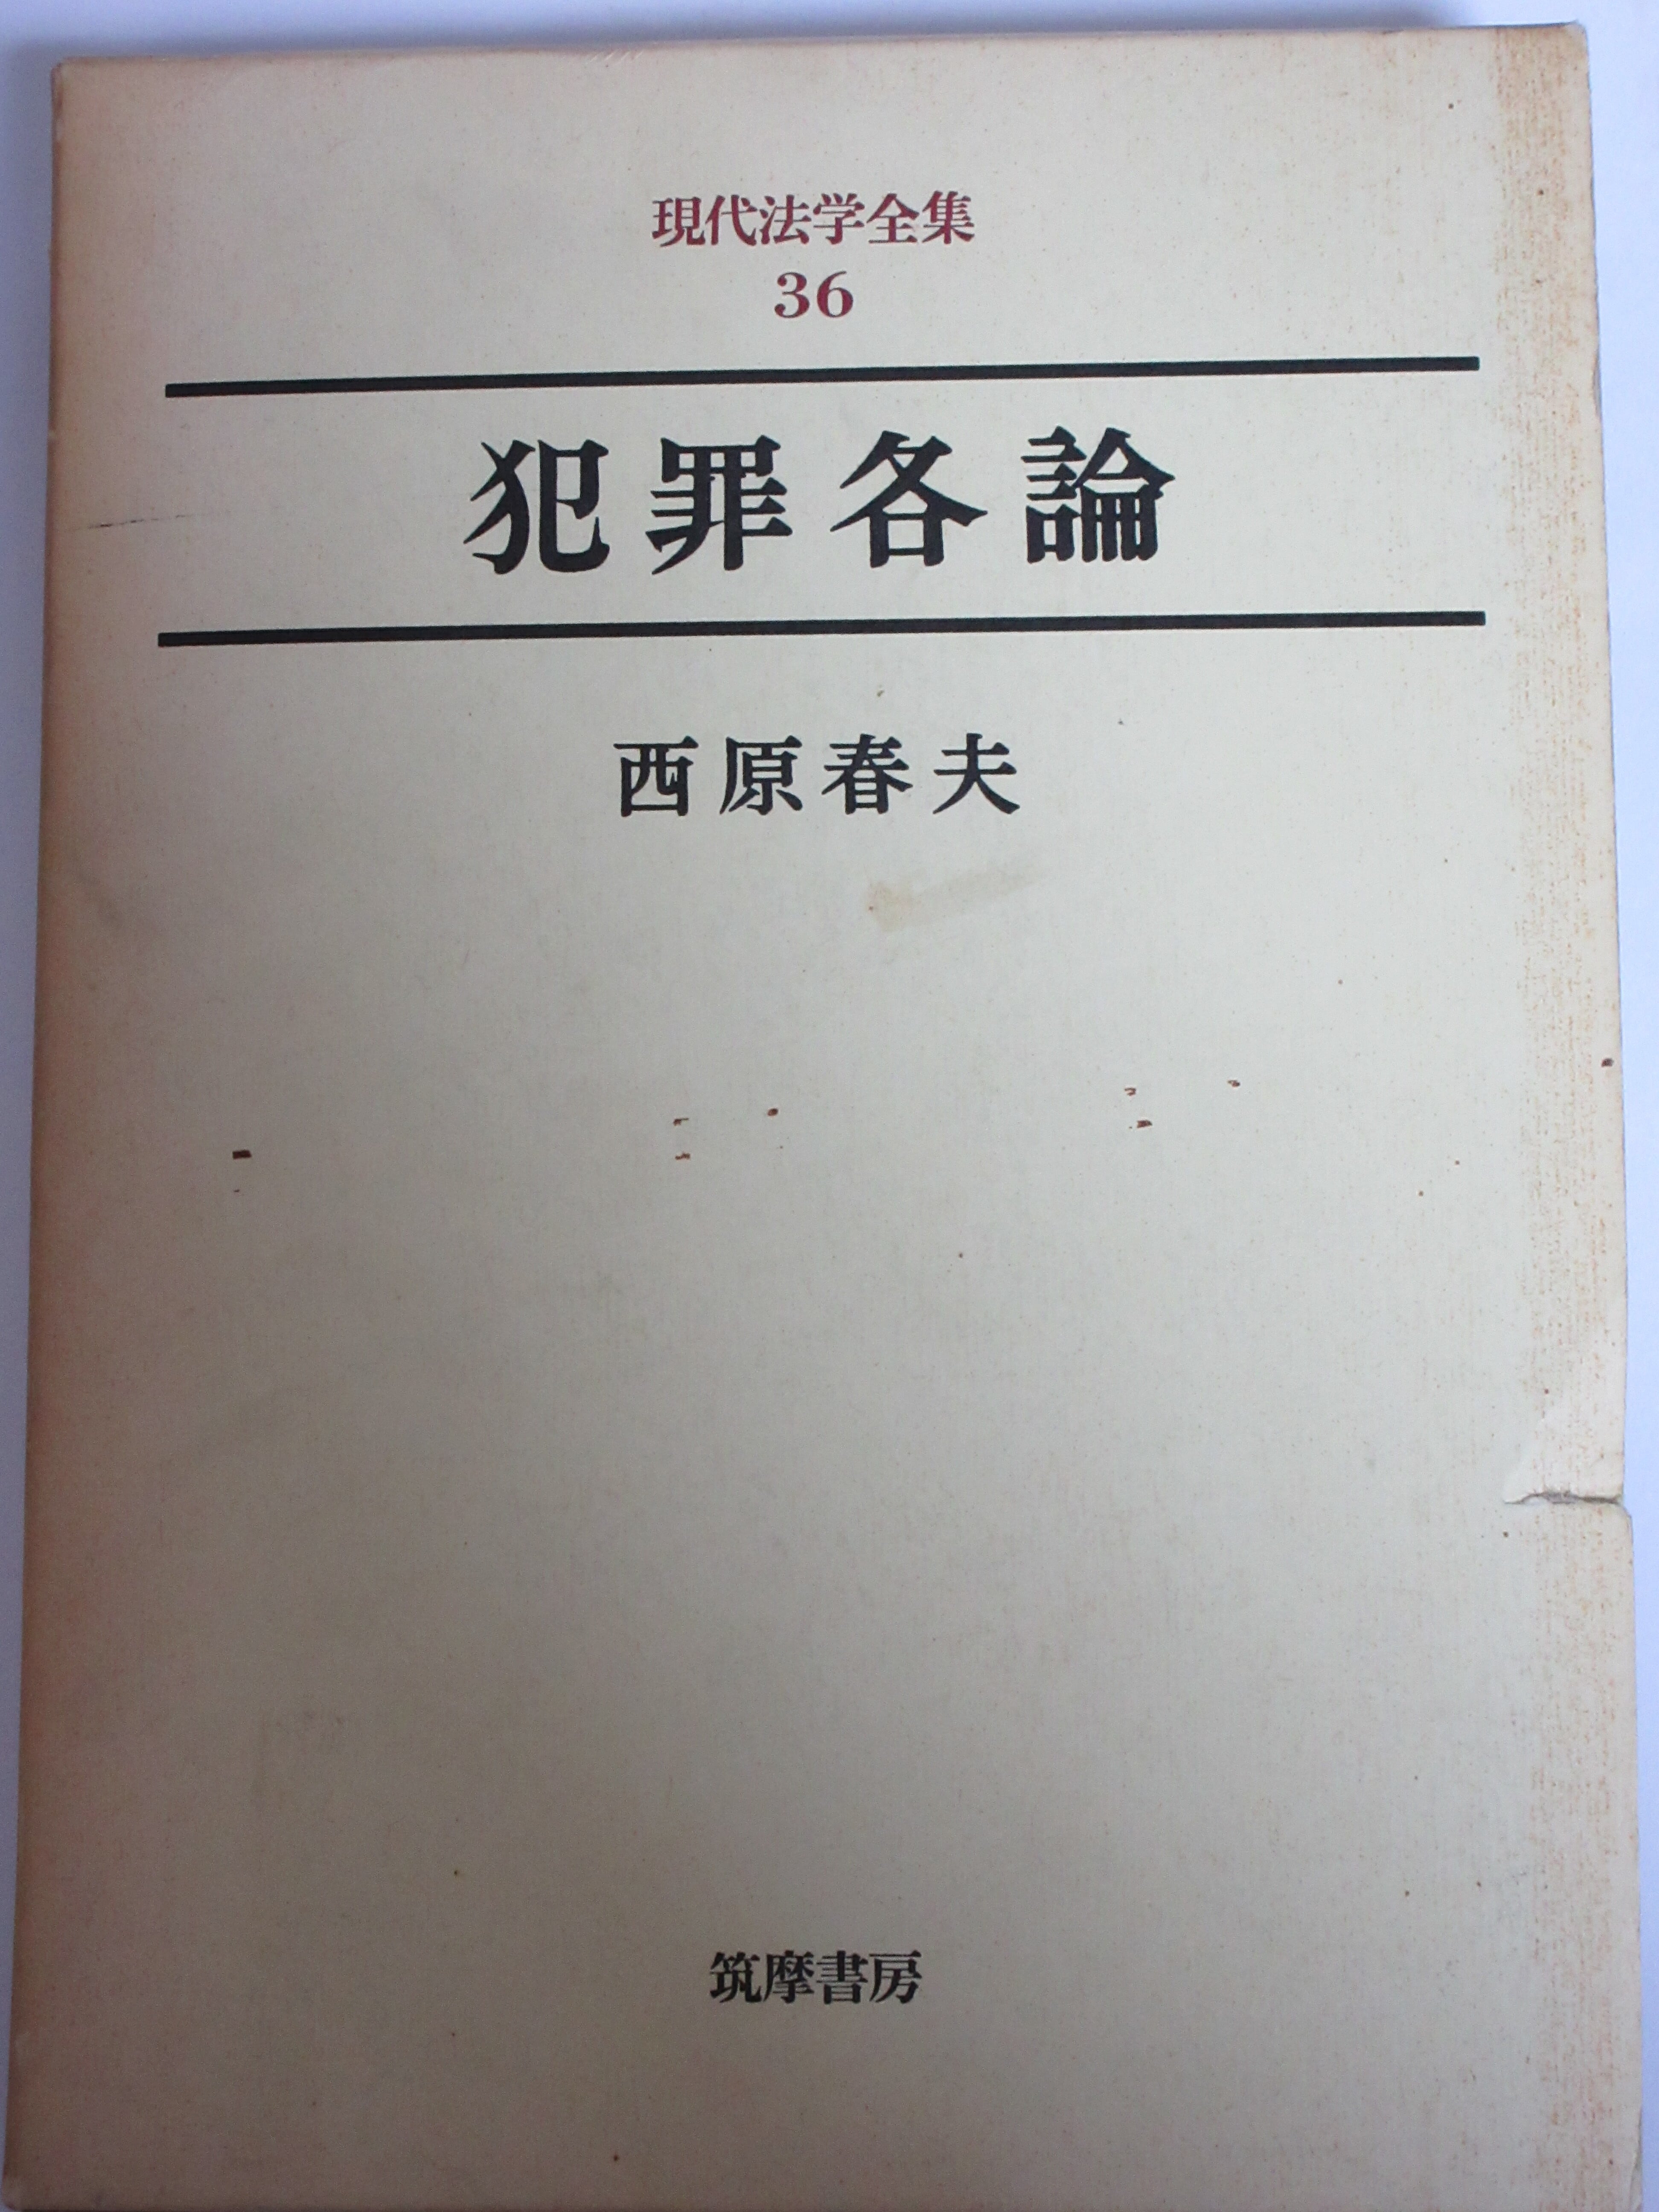 現代法学全集
36
犯罪各論
西原春夫
筑摩書房